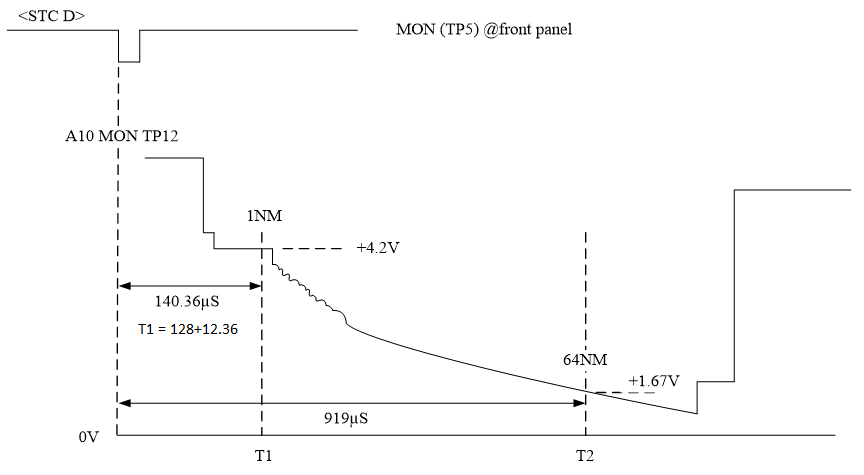 <STC D>
MON (TP5) @front panel
A10 MON TP12
1NM
+4.2V
140.36µS
T1 = 128+12.36
64NM
+1.67V
919µS
0V
T1
T2